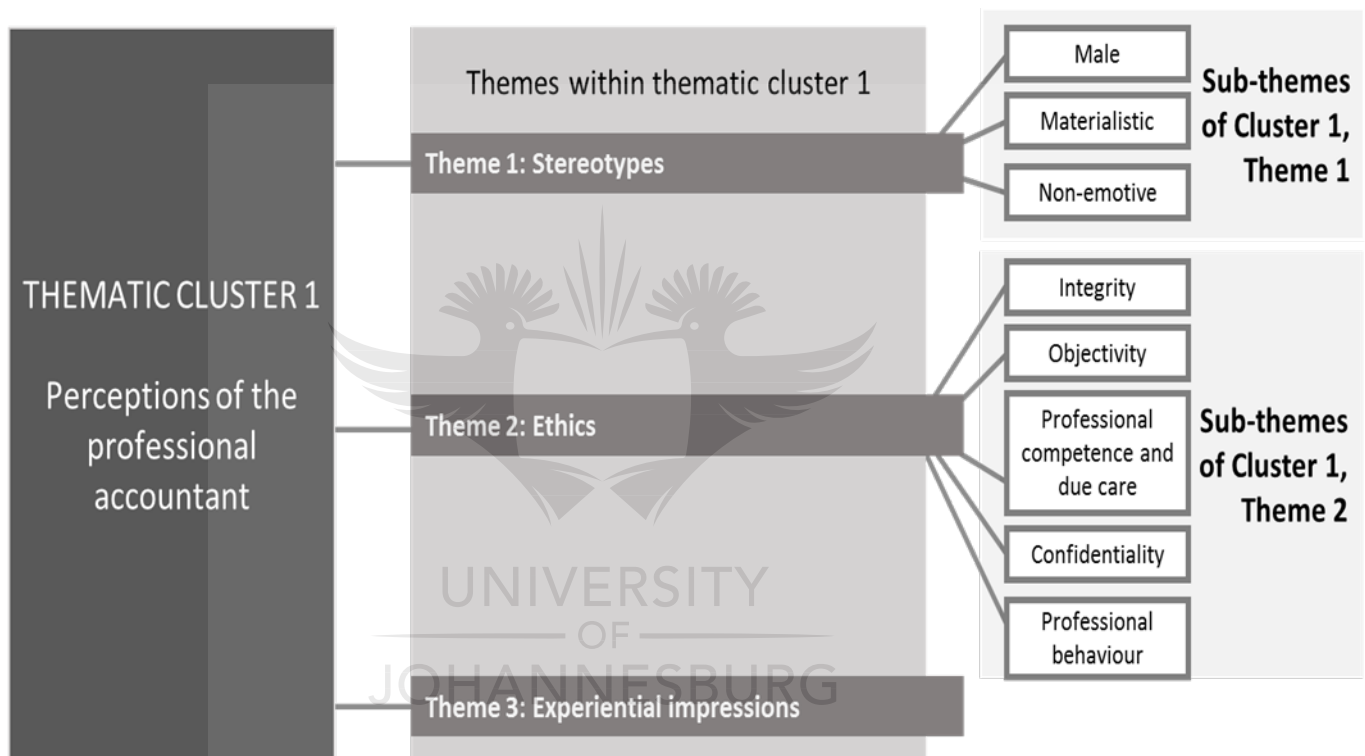 THEMATIC CLUSTER 1
Perceptions of the
professional
accountant
Themes within thematic cluster 1
Theme 1: Stereotypes
Male
Materialistic
Non-emotive
Sub-themes
of Cluster 1,
Theme 1
Theme 2: Ethics
Integrity
Objectivity
Professional
competence and
due care
Confidentiality
Professional
behaviour
Sub-themes
of Cluster 1,
Theme 2
Theme 3: Experiential impressions
UNIVERSITY
OF
JOHANNESBURG